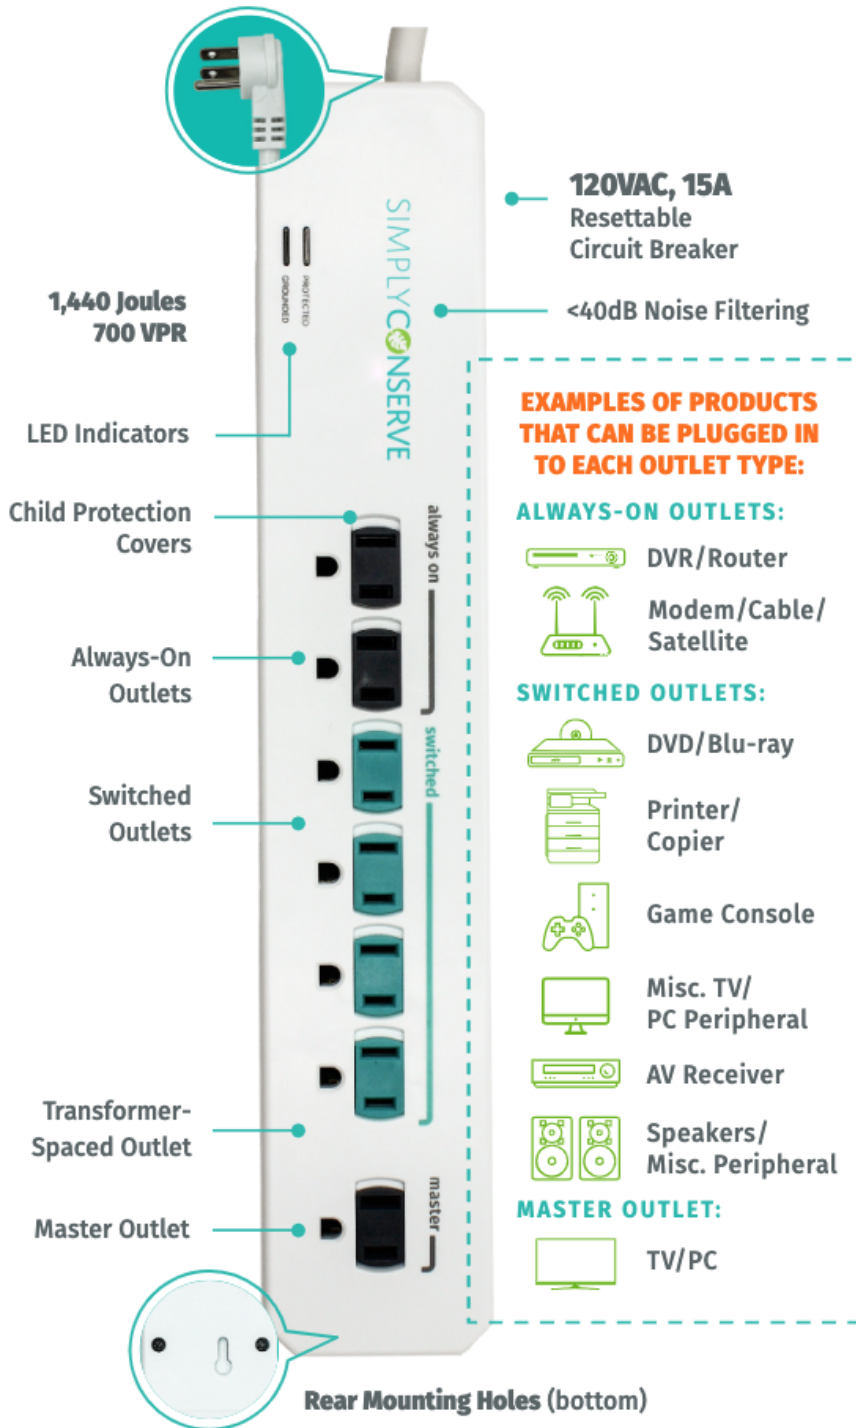 120VAC, 15A
Resettable
Circuit Breaker
SIMPLYCONSERVE
PROTECTED
GROUNDED
1,440 Joules
700 VPR
<40dB Noise Filtering
LED Indicators
Child Protection
Covers
always on
Always-On
Outlets
switched
Switched
Outlets
Transformer-
Spaced Outlet
master
Master Outlet
EXAMPLES OF PRODUCTS
THAT CAN BE PLUGGED IN
TO EACH OUTLET TYPE:
ALWAYS-ON OUTLETS:
DVR/Router
Modem/Cable/
Satellite
SWITCHED OUTLETS:
DVD/Blu-ray
Printer/
Copier
Game Console
Misc. TV/
PC Peripheral
AV Receiver
Speakers/
Misc. Peripheral
MASTER OUTLET:
TV/PC
Rear Mounting Holes (bottom)